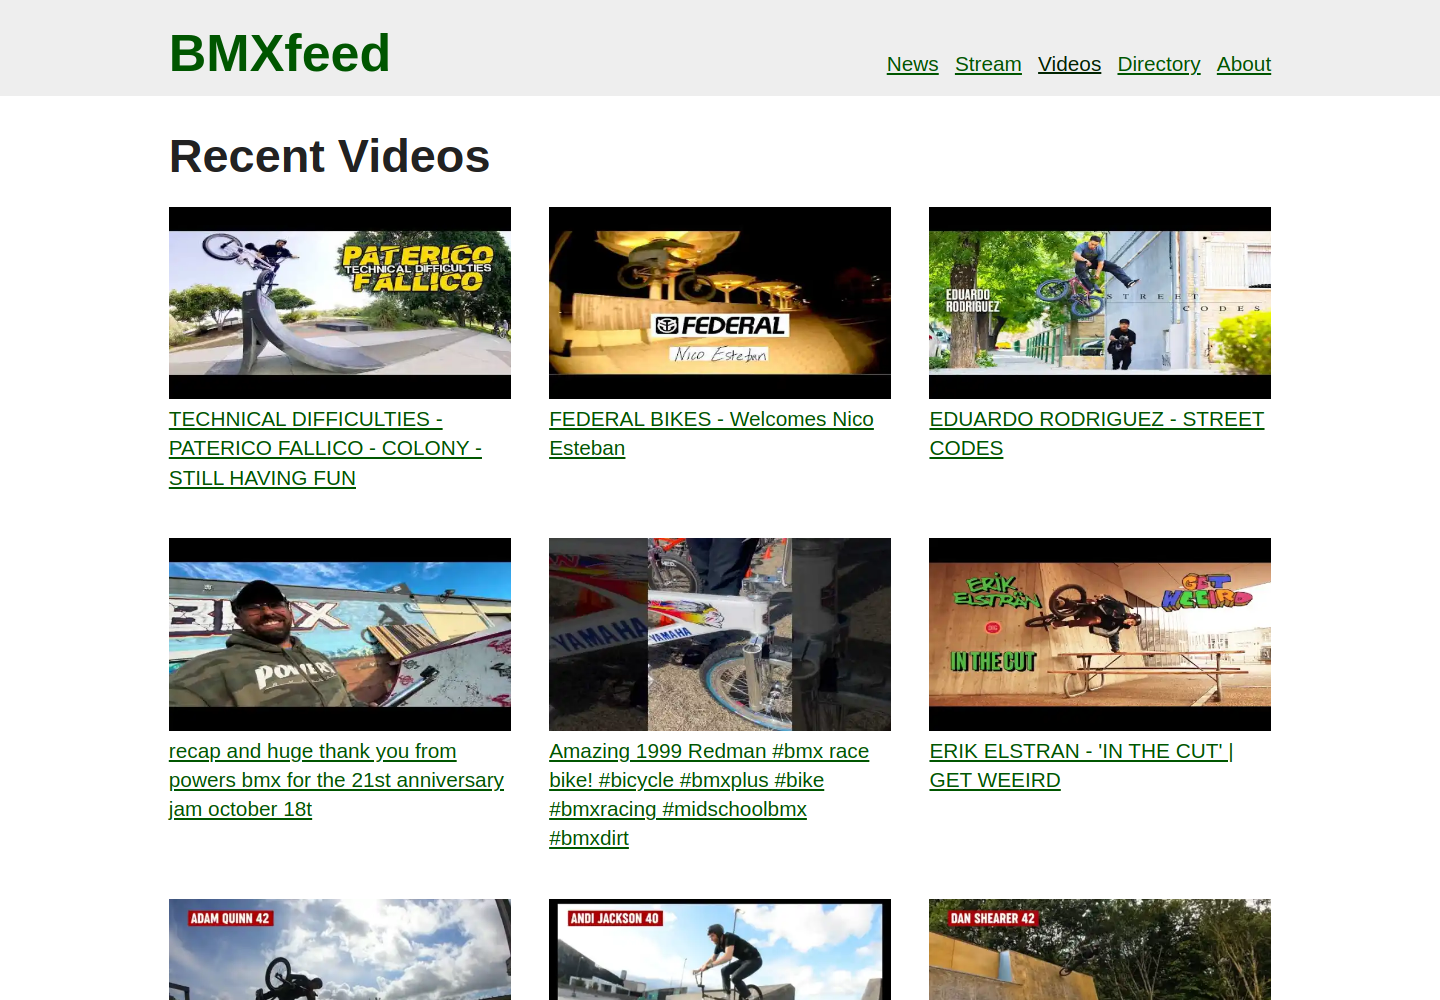 BMXfeed
News Stream Videos Directory About
Recent Videos
PATERICO
TECHNICAL DIFFICULTIES
FALLICO
FEDERAL
Nico Esteban
EDUARDO
RODRIGUEZ
STREET
CODES
TECHNICAL DIFFICULTIES -
PATERICO FALLICO - COLONY -
STILL HAVING FUN
FEDERAL BIKES - Welcomes Nico
Esteban
EDUARDO RODRIGUEZ - STREET
CODES
BMX
POWERS
YAMAHA
YAMAHA
ERIK
ELSTRAN
GET
WEEIRD
IN THE CUT
recap and huge thank you from
powers bmx for the 21st anniversary
jam october 18t
Amazing 1999 Redman #bmx race
bike! #bicycle #bmxplus #bike
#bmxracing #midschoolbmx
#bmxdirt
ERIK ELSTRAN - 'IN THE CUT' |
GET WEEIRD
ADAM QUINN 42
ANDI JACKSON 40
DAN SHEARER 42